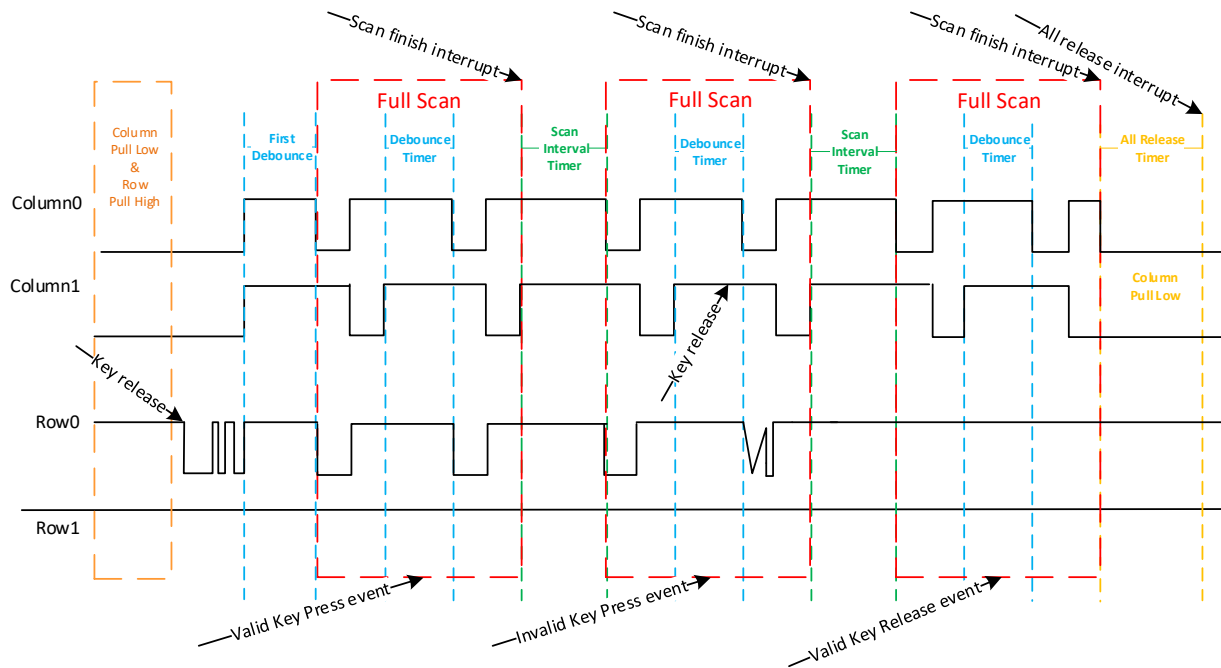 Scan finish interrupt
Scan finish interrupt
Scan finish interrupt
All release interrupt
Full Scan
Full Scan
Full Scan
Column
Pull Low
&
Row
Pull High
First
Debounce
Debounce
Timer
Scan
Interval
Timer
Debounce
Timer
Scan
Interval
Timer
Debounce
Timer
All Release
Timer
Column0
Column1
Column
Pull Low
Key release
Key release
Row0
Row1
Valid Key Press event
Invalid Key Press event
Valid Key Release event